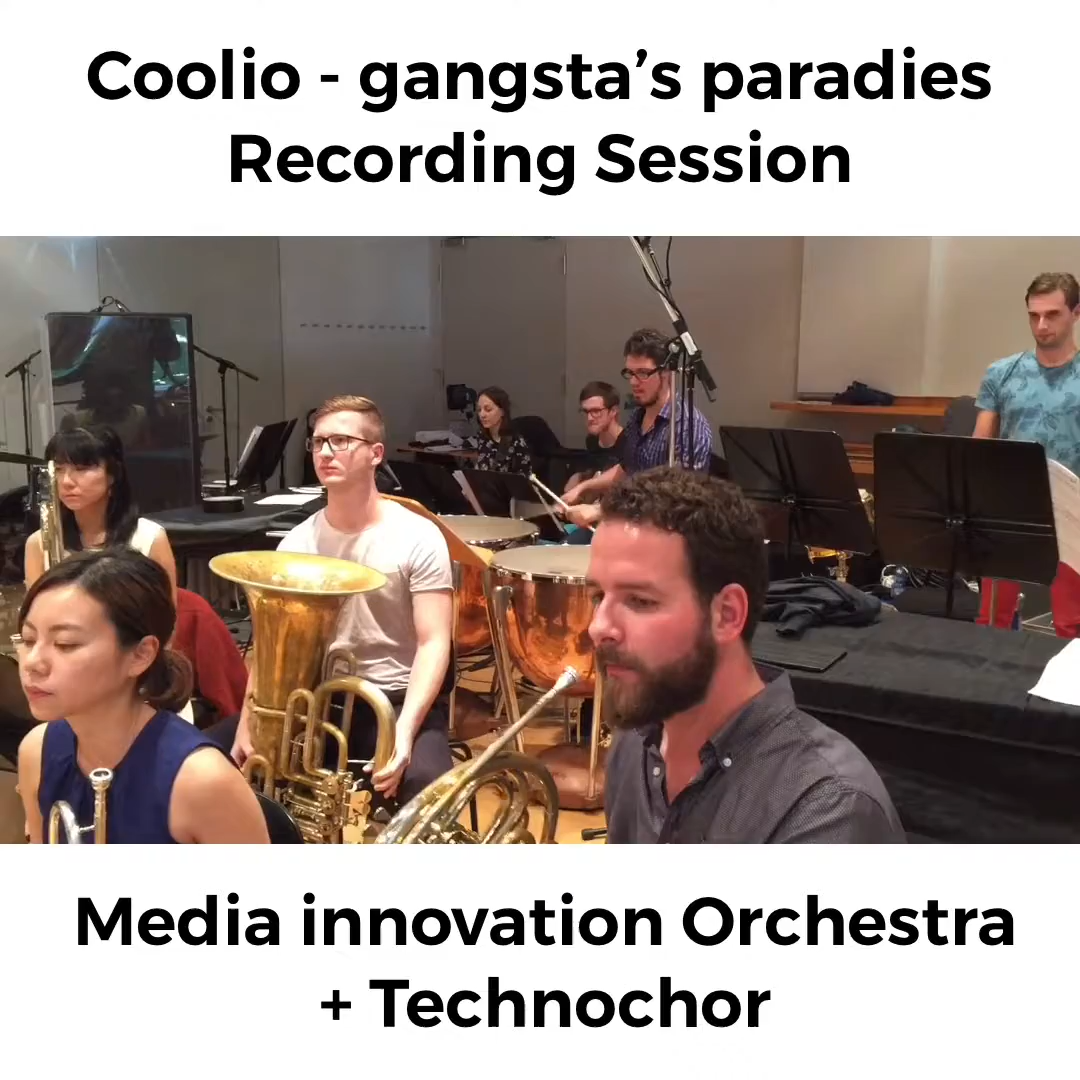 Coolio - gangsta’s paradies
Recording Session
Media innovation Orchestra
+ Technochor